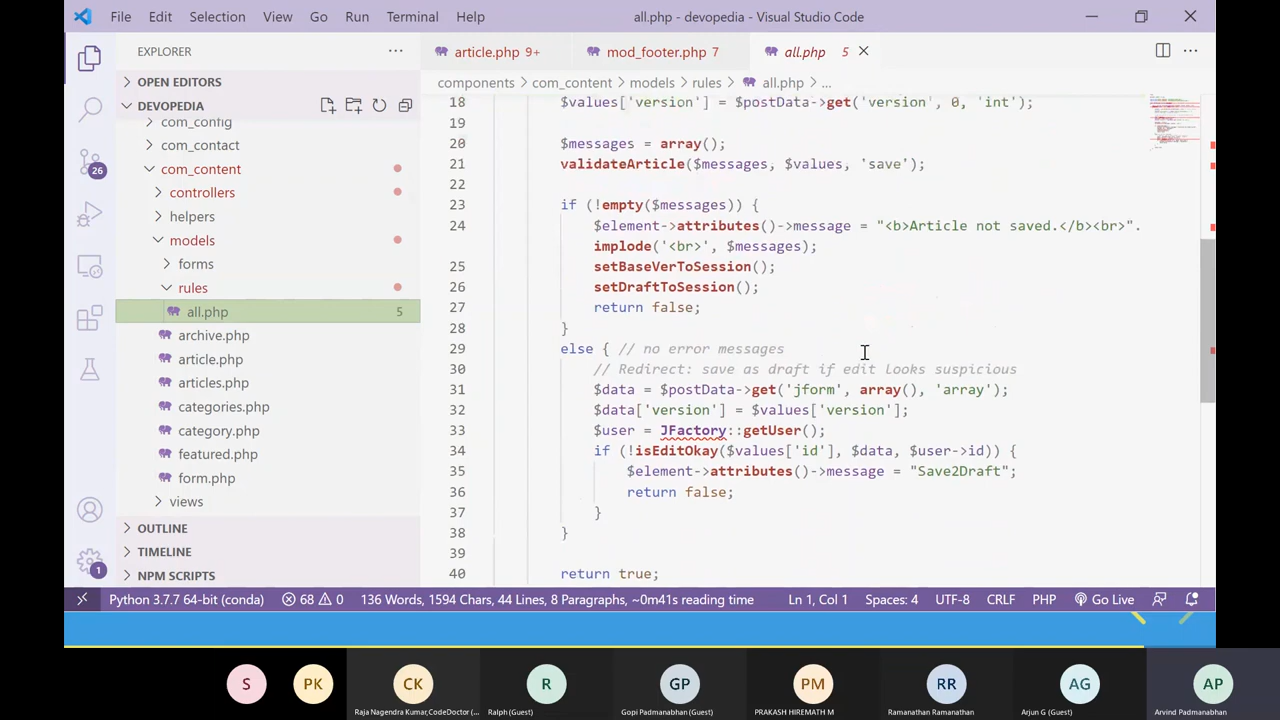 File Edit Selection View Go Run Terminal Help all.php - devopedia - Visual Studio Code
EXPLORER
article.php 9+ mod_footer.php 7 all.php 5
OPEN EDITORS
components > com_content > models > rules > all.php > ...
DEVOPEDIA
com_config
com_contact
com_content
controllers
helpers
models
forms
rules
all.php 5
archive.php
article.php
articles.php
categories.php
category.php
featured.php
form.php
views
OUTLINE
TIMELINE
NPM SCRIPTS
26
1
18 $values['version'] = $postData->get('version', 0, 'int');
19
20 $messages = array();
21 validateArticle($messages, $values, 'save');
22
23 if (!empty($messages)) {
24 $element->attributes()->message = "<b>Article not saved.</b><br>".
implode('<br>', $messages);
25 setBaseVerToSession();
26 setDraftToSession();
27 return false;
28 }
29 else { // no error messages
30 // Redirect: save as draft if edit looks suspicious
31 $data = $postData->get('jform', array(), 'array');
32 $data['version'] = $values['version'];
33 $user = JFactory::getUser();
34 if (!isEditOkay($values['id'], $data, $user->id)) {
35 $element->attributes()->message = "Save2Draft";
36 return false;
37 }
38 }
39
40 return true;
Python 3.7.7 64-bit (conda) 68 0 136 Words, 1594 Chars, 44 Lines, 8 Paragraphs, ~0m41s reading time Ln 1, Col 1 Spaces: 4 UTF-8 CRLF PHP Go Live
S PK CK R GP PM RR AG AP
Raja Nagendra Kumar,CodeDoctor (... Ralph (Guest) Gopi Padmanabhan (Guest) PRAKASH HIREMATH M Ramanathan Ramanathan Arjun G (Guest) Arvind Padmanabhan